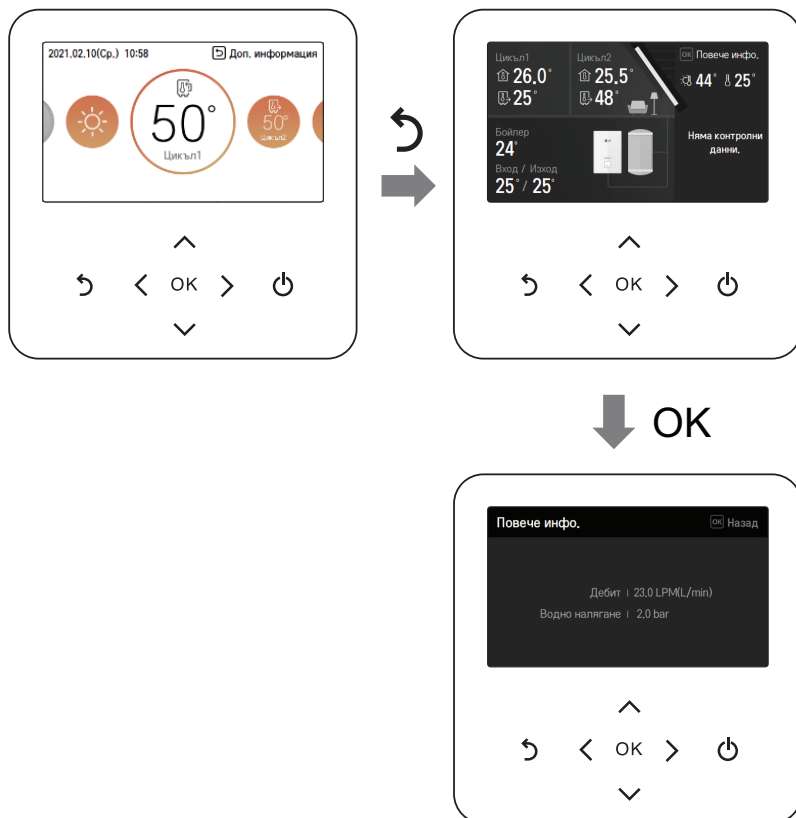 2021.02.10(Ср.) 10:58 Доп. информация
50°
Цикъл1
50°
Цикъл2
OK
Цикъл1
26.0°
25°
Цикъл2
25.5°
48°
OK Повече инфо.
44° 25°
Няма контролни
данни.
Бойлер
24°
Вход / Изход
25° / 25°
OK
OK
Повече инфо.
OK Назад
Дебит | 23.0 LPM(L/min)
Водно налягане | 2.0 bar
OK